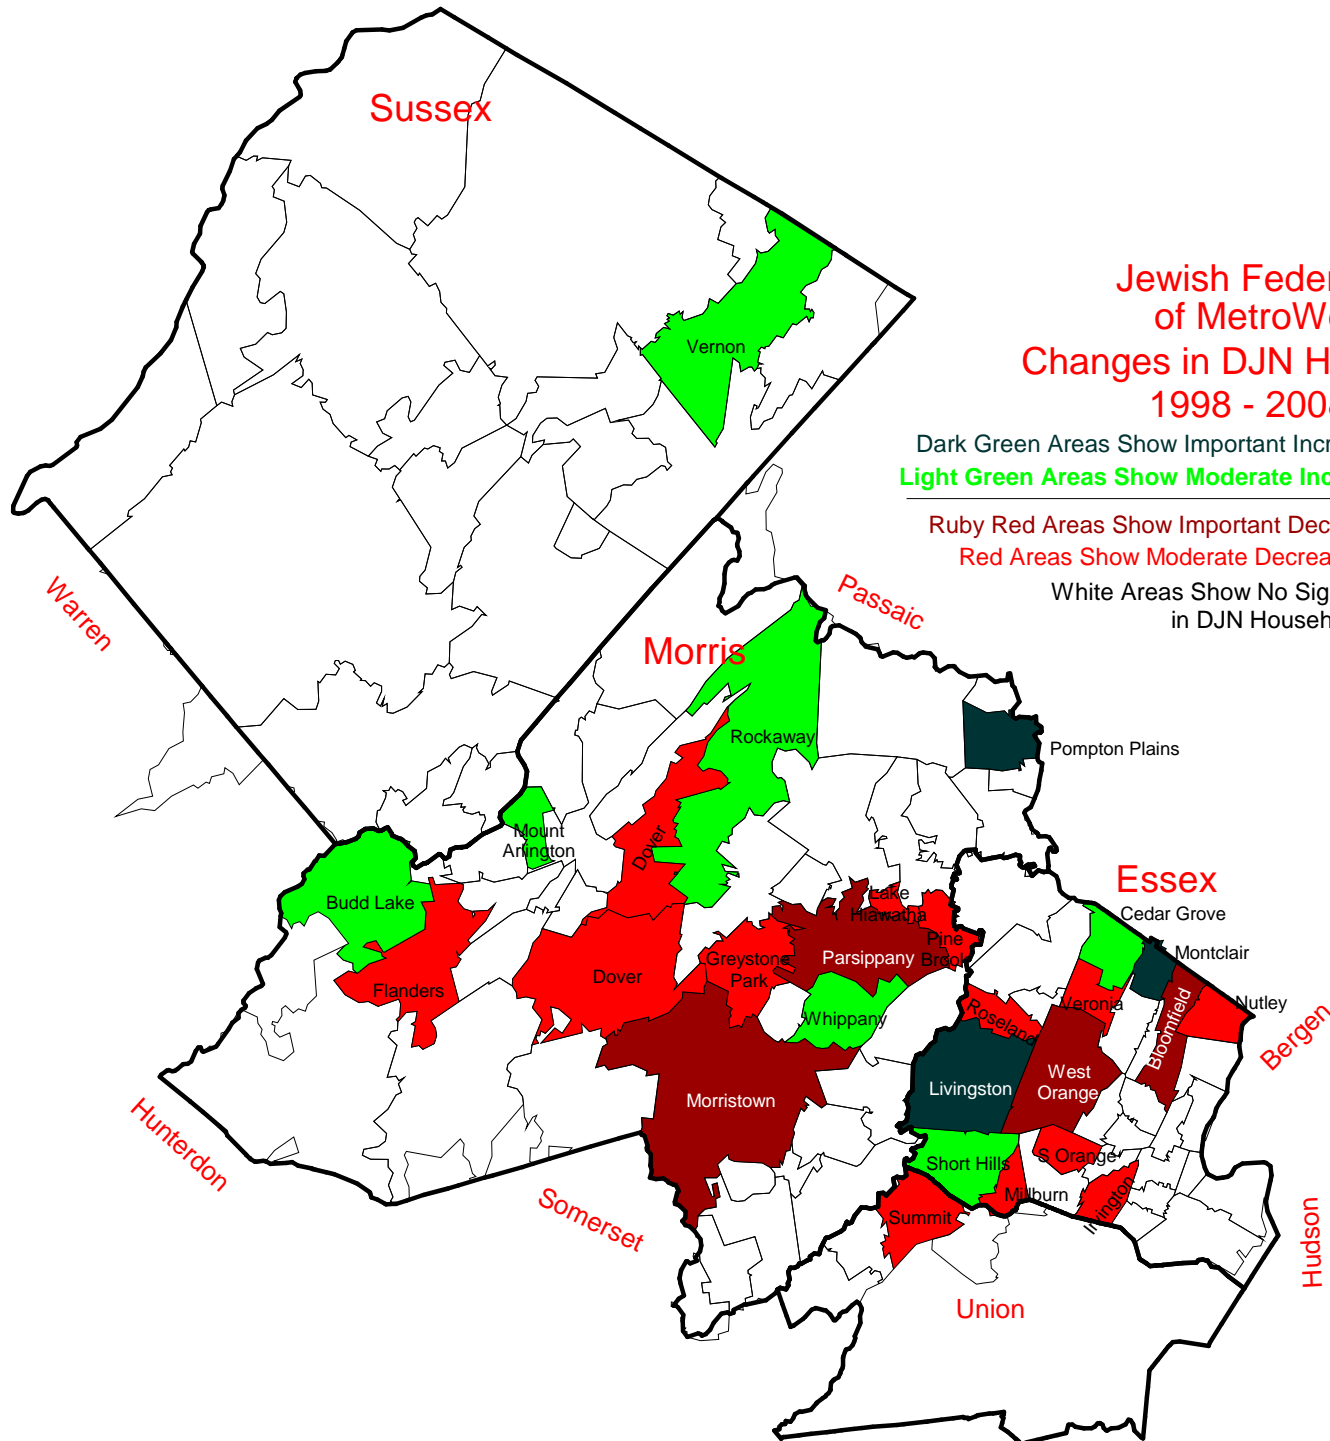 Sussex
Jewish Feder
of MetroW
Changes in DJN H
1998 - 200
Dark Green Areas Show Important Incr
Light Green Areas Show Moderate Inc
Ruby Red Areas Show Important Dec
Red Areas Show Moderate Decrea
White Areas Show No Sig
in DJN Househ
Vernon
Warren
Passaic
Morris
Rockaway
Pompton Plains
Mount
Arlington
Dover
Essex
Budd Lake
Lake
Hiawatha
Cedar Grove
Pine
Brook
Parsippany
Montclair
Greystone
Park
Dover
Flanders
Veronia
Nutley
Bloomfield
Roseland
Whippany
Bergen
West
Orange
Livingston
Morristown
Hunterdon
Short Hills
S Orange
Millburn
Irvington
Summit
Somerset
Hudson
Union